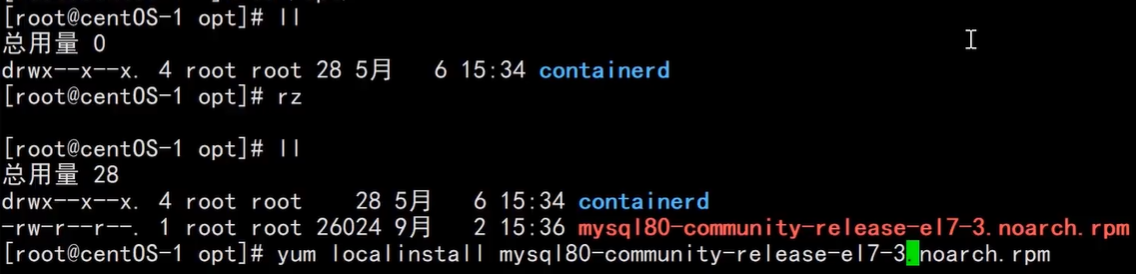 [root@centOS-1 opt]# ll
总用量 0
drwx--x--x. 4 root root 28 5月   6 15:34 containerd
[root@centOS-1 opt]# rz
[root@centOS-1 opt]# ll
总用量 28
drwx--x--x. 4 root root    28 5月   6 15:34 containerd
-rw-r--r--. 1 root root 26024 9月   2 15:36 mysql80-community-release-el7-3.noarch.rpm
[root@centOS-1 opt]# yum localinstall mysql80-community-release-el7-3.noarch.rpm